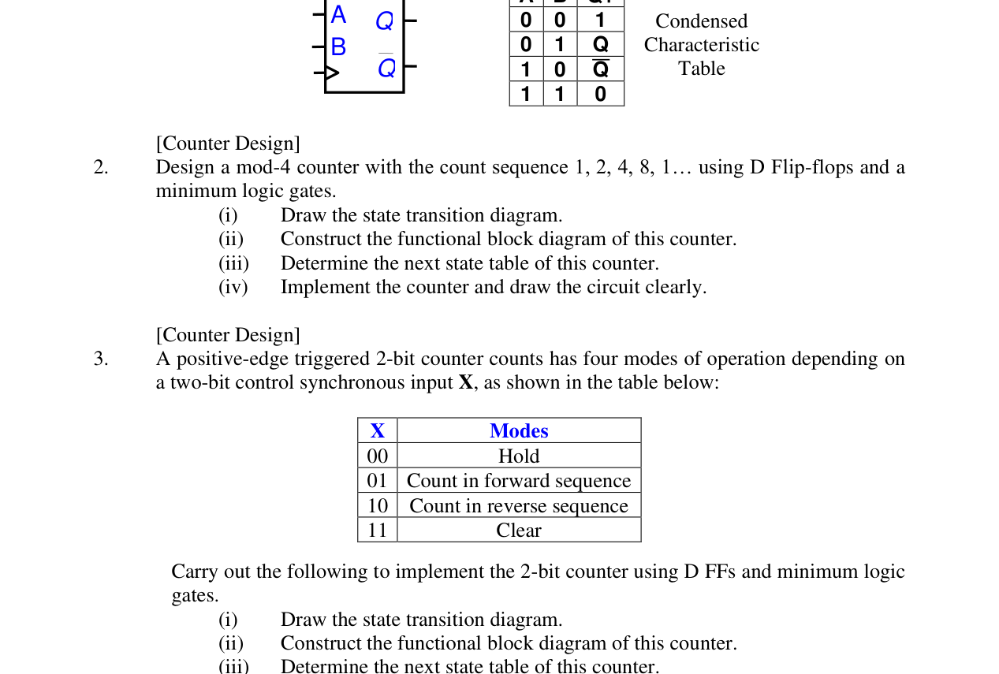 A Q
B
Q̅
A B Q+
0 0 1
0 1 Q
1 0 Q̅
1 1 0
Condensed
Characteristic
Table
[Counter Design]
2. Design a mod-4 counter with the count sequence 1, 2, 4, 8, 1… using D Flip-flops and a
minimum logic gates.
(i) Draw the state transition diagram.
(ii) Construct the functional block diagram of this counter.
(iii) Determine the next state table of this counter.
(iv) Implement the counter and draw the circuit clearly.
[Counter Design]
3. A positive-edge triggered 2-bit counter counts has four modes of operation depending on
a two-bit control synchronous input X, as shown in the table below:
X Modes
00 Hold
01 Count in forward sequence
10 Count in reverse sequence
11 Clear
Carry out the following to implement the 2-bit counter using D FFs and minimum logic
gates.
(i) Draw the state transition diagram.
(ii) Construct the functional block diagram of this counter.
(iii) Determine the next state table of this counter.